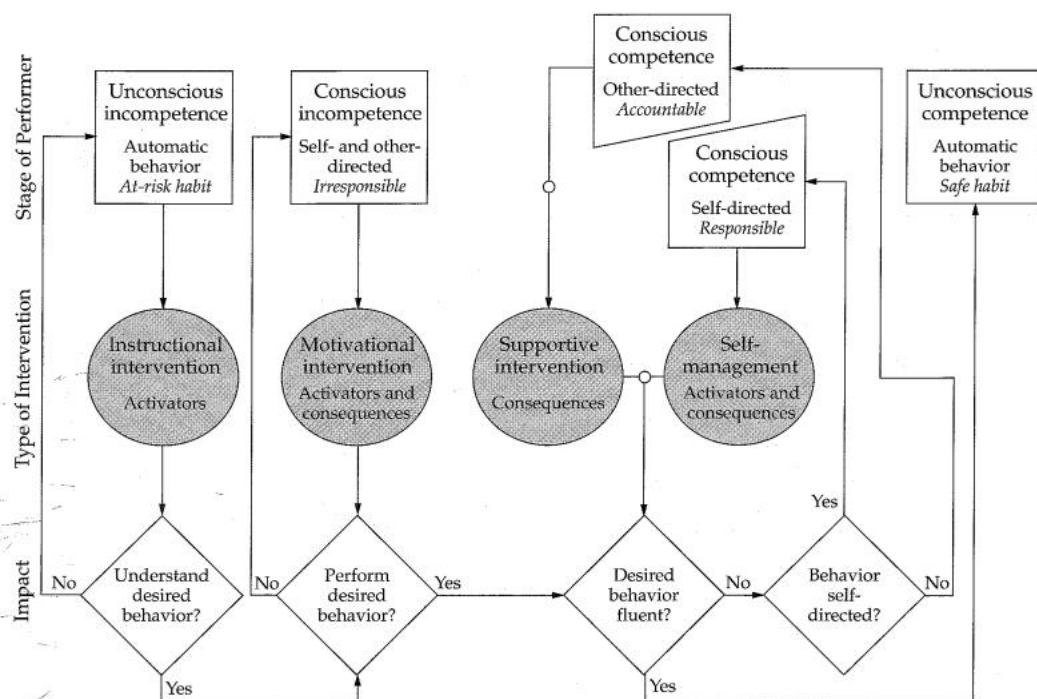 Stage of Performer
Unconscious
incompetence
Automatic
behavior
At-risk habit
Conscious
incompetence
Self- and other-
directed
Irresponsible
Conscious
competence
Other-directed
Accountable
Conscious
competence
Self-directed
Responsible
Unconscious
competence
Automatic
behavior
Safe habit
Type of Intervention
Instructional
intervention
Activators
Motivational
intervention
Activators and
consequences
Supportive
intervention
Consequences
Self-
management
Activators and
consequences
Impact
No
Understand
desired
behavior?
Yes
No
Perform
desired
behavior?
Yes
Desired
behavior
fluent?
No
Yes
Behavior
self-
directed?
Yes
No